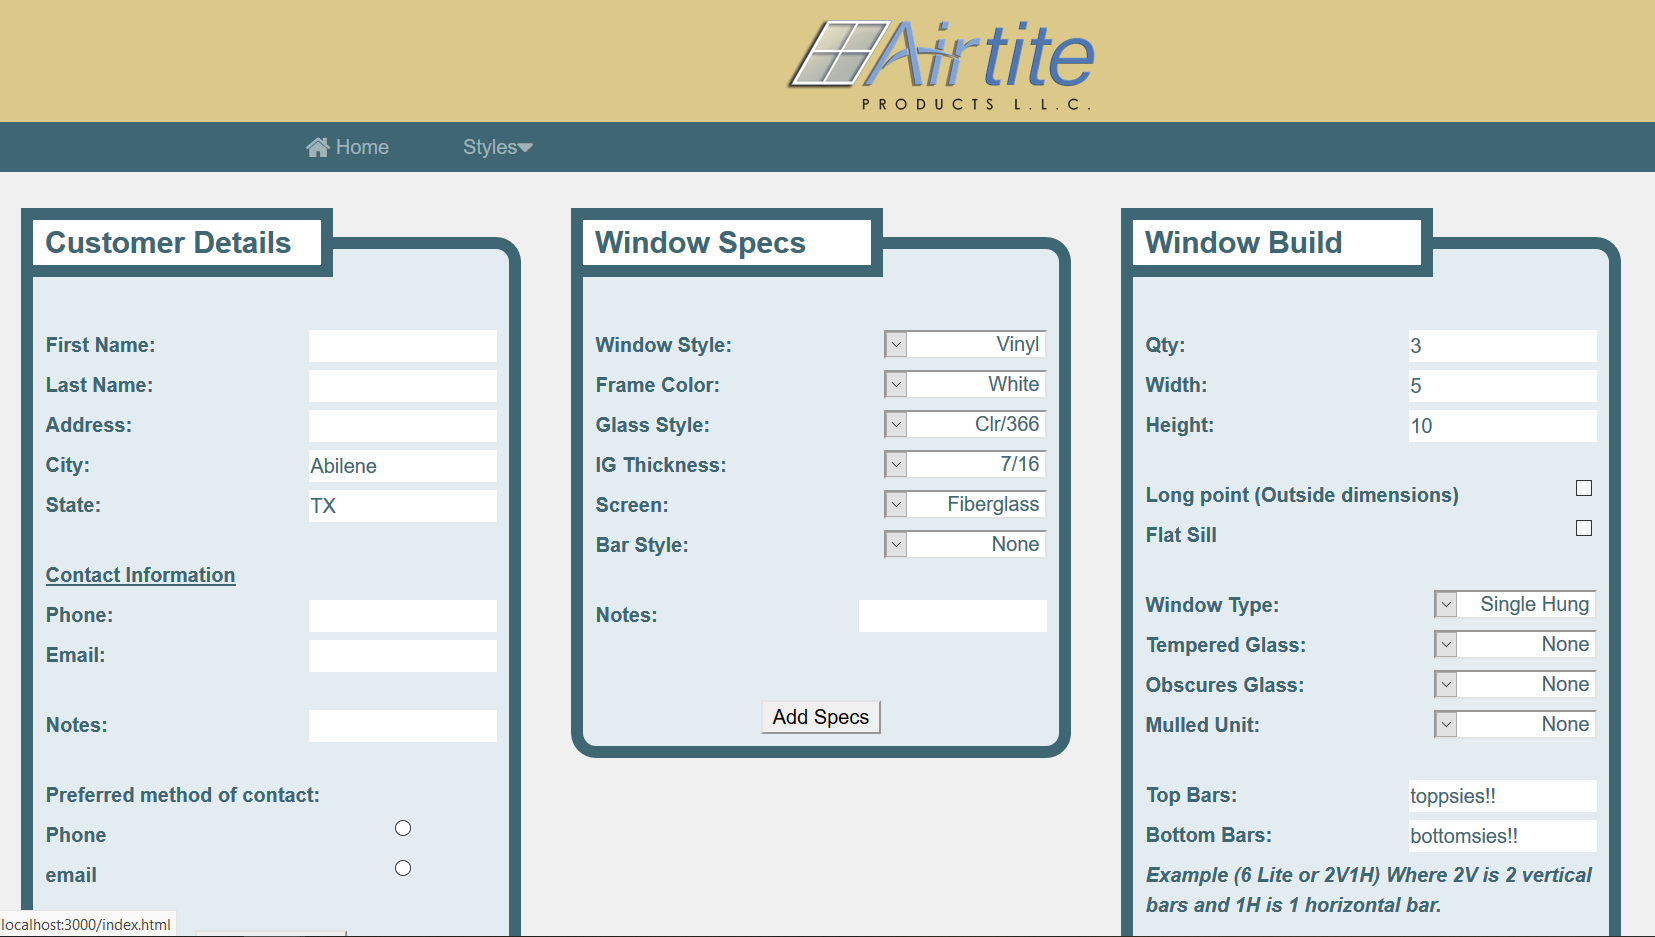 Airtite
PRODUCTS L.L.C.
Home
Styles
Customer Details
First Name:
Last Name:
Address:
City: Abilene
State: TX
Contact Information
Phone:
Email:
Notes:
Preferred method of contact:
Phone
email
Window Specs
Window Style: Vinyl
Frame Color: White
Glass Style: Clr/366
IG Thickness: 7/16
Screen: Fiberglass
Bar Style: None
Notes:
Add Specs
Window Build
Qty: 3
Width: 5
Height: 10
Long point (Outside dimensions)
Flat Sill
Window Type: Single Hung
Tempered Glass: None
Obscures Glass: None
Mulled Unit: None
Top Bars: toppsies!!
Bottom Bars: bottomsies!!
Example (6 Lite or 2V1H) Where 2V is 2 vertical
bars and 1H is 1 horizontal bar.
localhost:3000/index.html